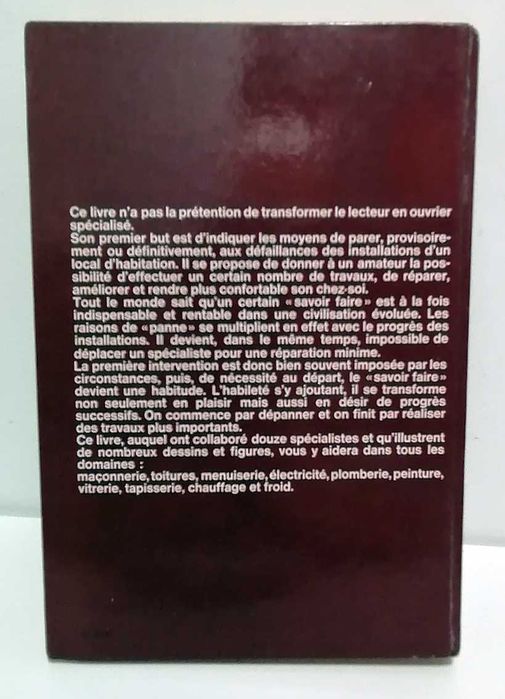 Ce livre n'a pas la prétention de transformer le lecteur en ouvrier
spécialisé.
Son premier but est d'indiquer les moyens de parer, provisoire-
ment ou définitivement, aux défaillances des installations d'un
local d'habitation. Il se propose de donner à un amateur la pos-
sibilité d'effectuer un certain nombre de travaux, de réparer,
améliorer et rendre plus confortable son chez-soi.
Tout le monde sait qu'un certain «savoir faire» est à la fois
indispensable et rentable dans une civilisation évoluée. Les
raisons de «panne» se multiplient en effet avec le progrès des
installations. Il devient, dans le même temps, impossible de
déplacer un spécialiste pour une réparation minime.
La première intervention est donc bien souvent imposée par les
circonstances, puis, de nécessité au départ, le «savoir faire»
devient une habitude. L'habileté s'y ajoutant, il se transforme
non seulement en plaisir mais aussi en désir de progrès
successifs. On commence par dépanner et on finit par réaliser
des travaux plus importants.
Ce livre, auquel ont collaboré douze spécialistes et qu'illustrent
de nombreux dessins et figures, vous y aidera dans tous les
domaines :
maçonnerie, toitures, menuiserie, électricité, plomberie, peinture,
vitrerie, tapisserie, chauffage et froid.